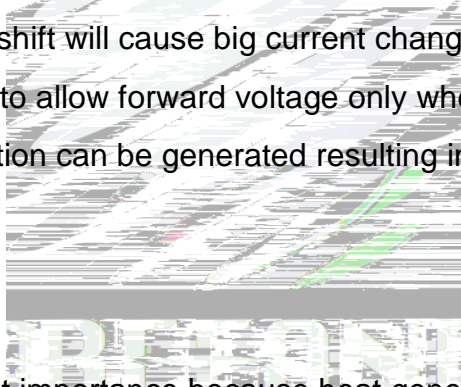 shift will cause big current chang
to allow forward voltage only whe
tion can be generated resulting in
t importance because heat gene